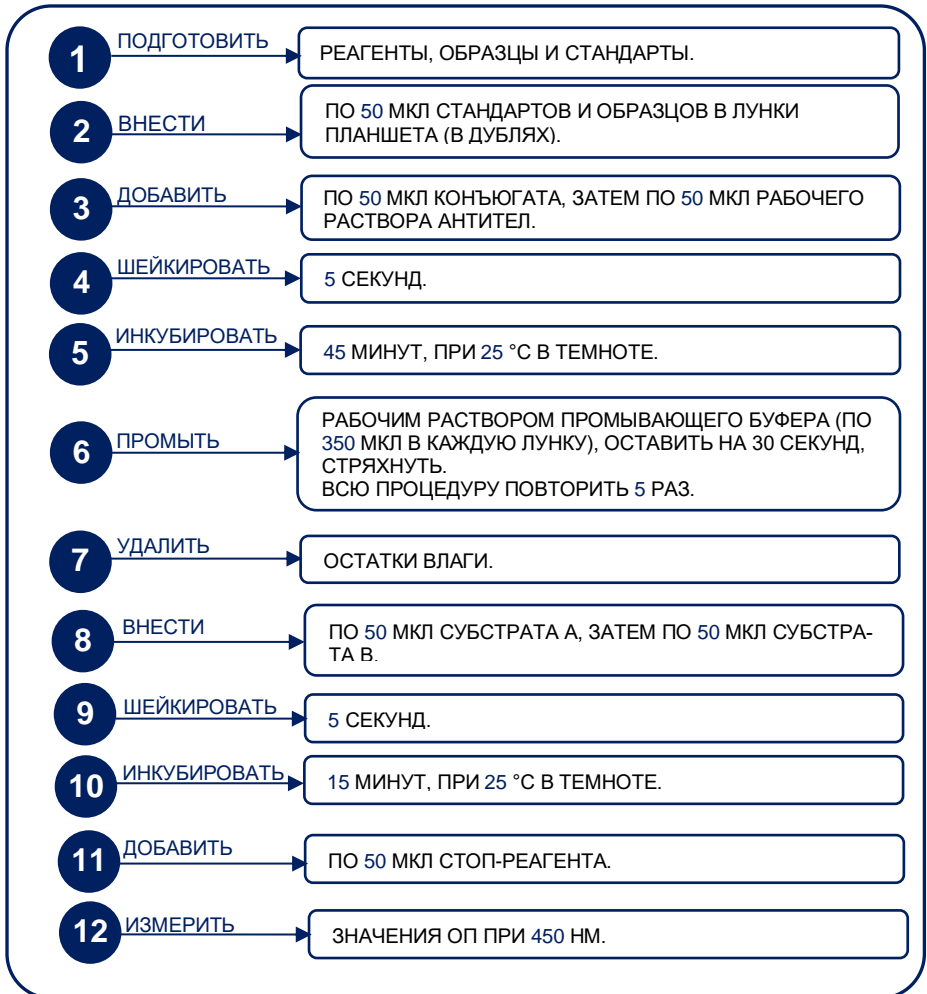 1 ПОДГОТОВИТЬ РЕАГЕНТЫ, ОБРАЗЦЫ И СТАНДАРТЫ.
2 ВНЕСТИ ПО 50 МКЛ СТАНДАРТОВ И ОБРАЗЦОВ В ЛУНКИ
ПЛАНШЕТА (В ДУБЛЯХ).
3 ДОБАВИТЬ ПО 50 МКЛ КОНЪЮГАТА, ЗАТЕМ ПО 50 МКЛ РАБОЧЕГО
РАСТВОРА АНТИТЕЛ.
4 ШЕЙКИРОВАТЬ 5 СЕКУНД.
5 ИНКУБИРОВАТЬ 45 МИНУТ, ПРИ 25 °С В ТЕМНОТЕ.
6 ПРОМЫТЬ РАБОЧИМ РАСТВОРОМ ПРОМЫВАЮЩЕГО БУФЕРА (ПО
350 МКЛ В КАЖДУЮ ЛУНКУ), ОСТАВИТЬ НА 30 СЕКУНД,
СТРЯХНУТЬ.
ВСЮ ПРОЦЕДУРУ ПОВТОРИТЬ 5 РАЗ.
7 УДАЛИТЬ ОСТАТКИ ВЛАГИ.
8 ВНЕСТИ ПО 50 МКЛ СУБСТРАТА А, ЗАТЕМ ПО 50 МКЛ СУБСТРА-
ТА В.
9 ШЕЙКИРОВАТЬ 5 СЕКУНД.
10 ИНКУБИРОВАТЬ 15 МИНУТ, ПРИ 25 °С В ТЕМНОТЕ.
11 ДОБАВИТЬ ПО 50 МКЛ СТОП-РЕАГЕНТА.
12 ИЗМЕРИТЬ ЗНАЧЕНИЯ ОП ПРИ 450 НМ.